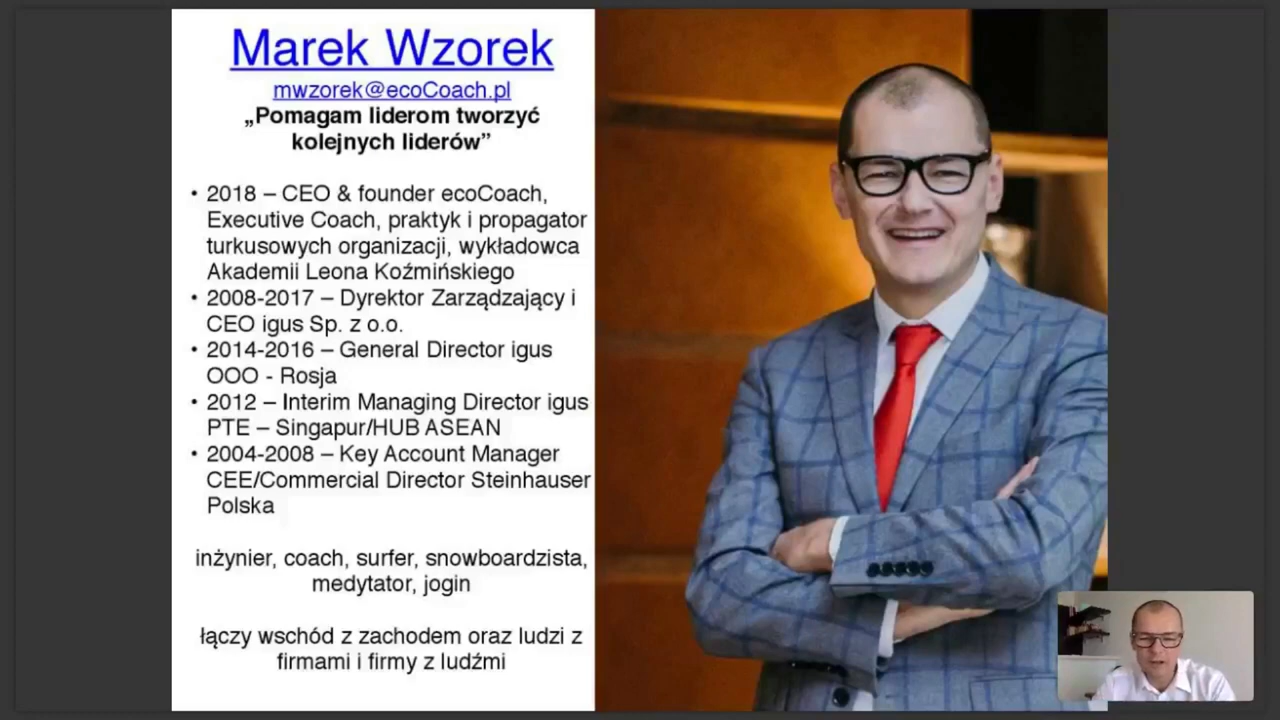 Marek Wzorek
mwzorek@ecoCoach.pl
„Pomagam liderom tworzyć
kolejnych liderów”
• 2018 – CEO & founder ecoCoach,
Executive Coach, praktyk i propagator
turkusowych organizacji, wykładowca
Akademii Leona Koźmińskiego
• 2008-2017 – Dyrektor Zarządzający i
CEO igus Sp. z o.o.
• 2014-2016 – General Director igus
OOO - Rosja
• 2012 – Interim Managing Director igus
PTE – Singapur/HUB ASEAN
• 2004-2008 – Key Account Manager
CEE/Commercial Director Steinhauser
Polska
inżynier, coach, surfer, snowboardzista,
medytator, jogin
łączy wschód z zachodem oraz ludzi z
firmami i firmy z ludźmi